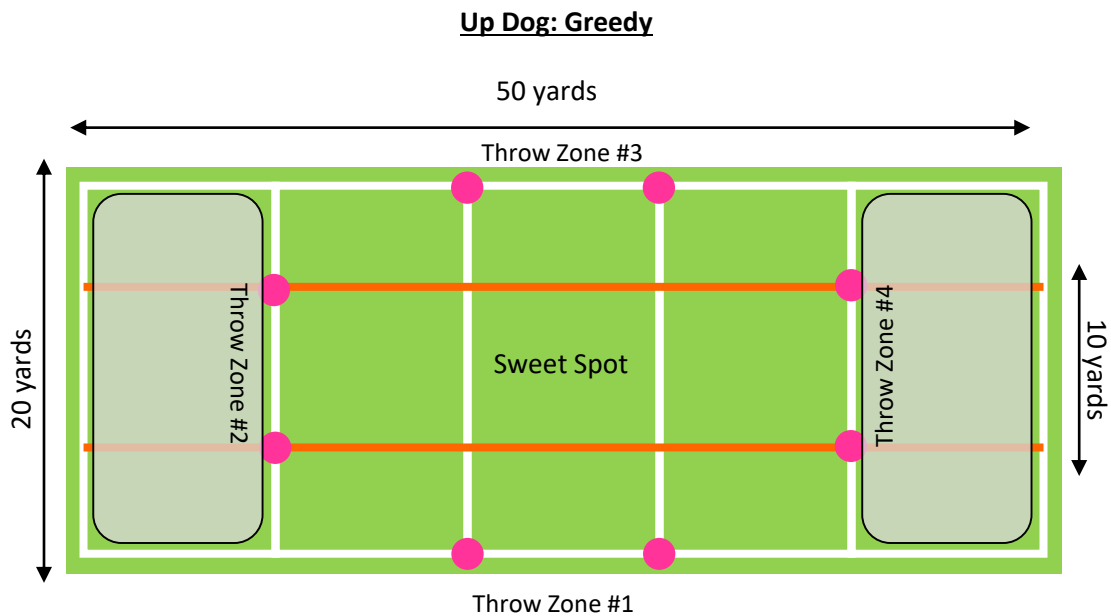 Up Dog: Greedy
50 yards
Throw Zone #3
20 yards
Throw Zone #2
Sweet Spot
Throw Zone #4
10 yards
Throw Zone #1